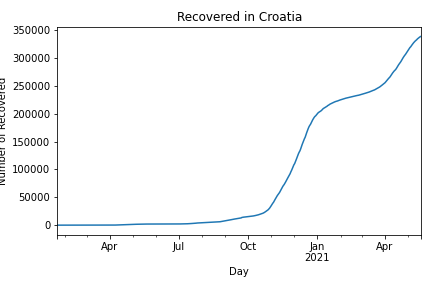 Recovered in Croatia
350000
300000
250000
200000
150000
100000
50000
0
Number of Recovered
Apr Jul Oct Jan Apr
2021
Day